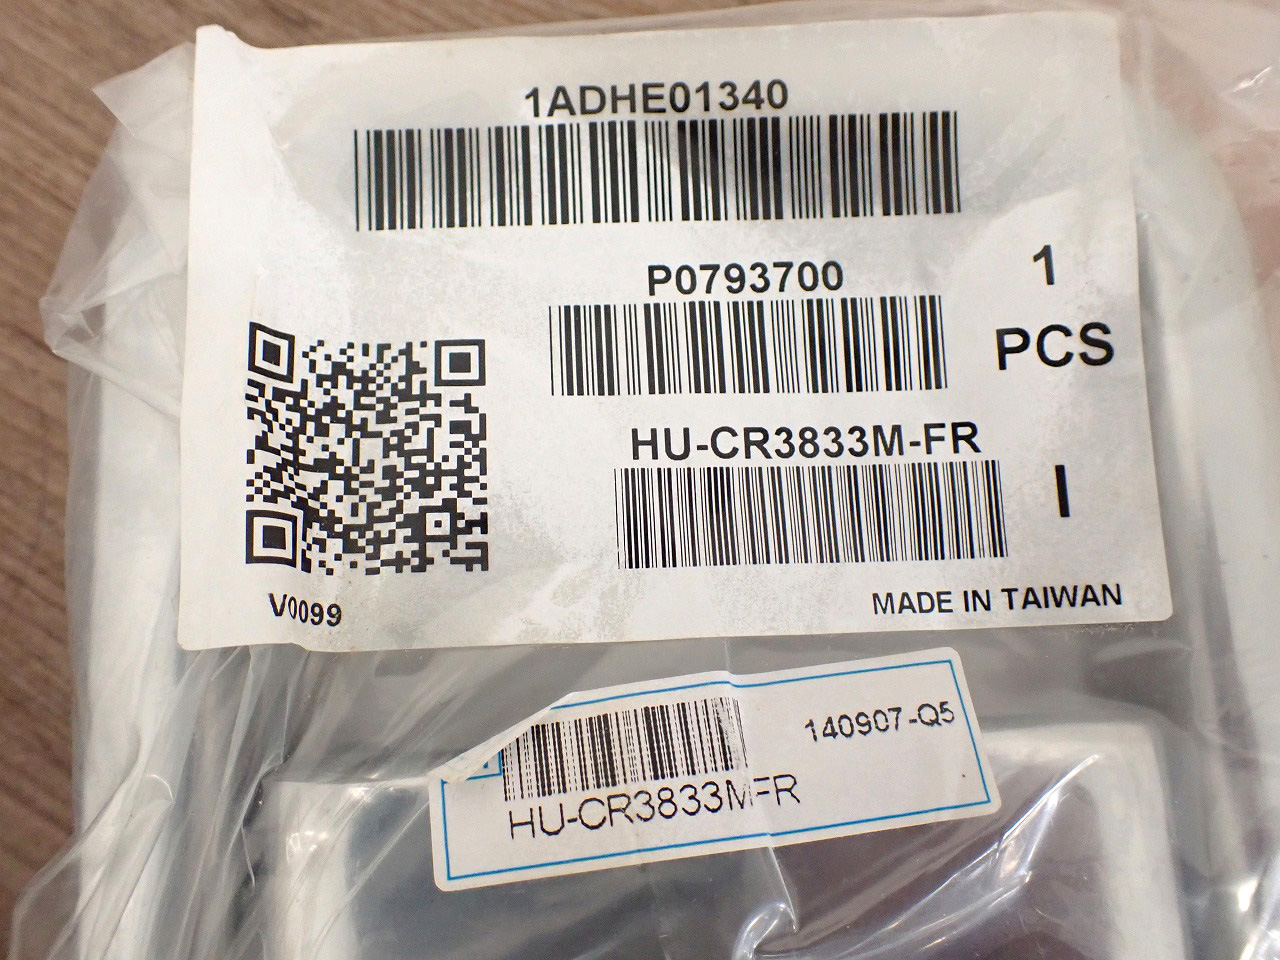 1ADHE01340
P0793700
1
PCS
HU-CR3833M-FR
I
V0099
MADE IN TAIWAN
140907-Q5
HU-CR3833MFR